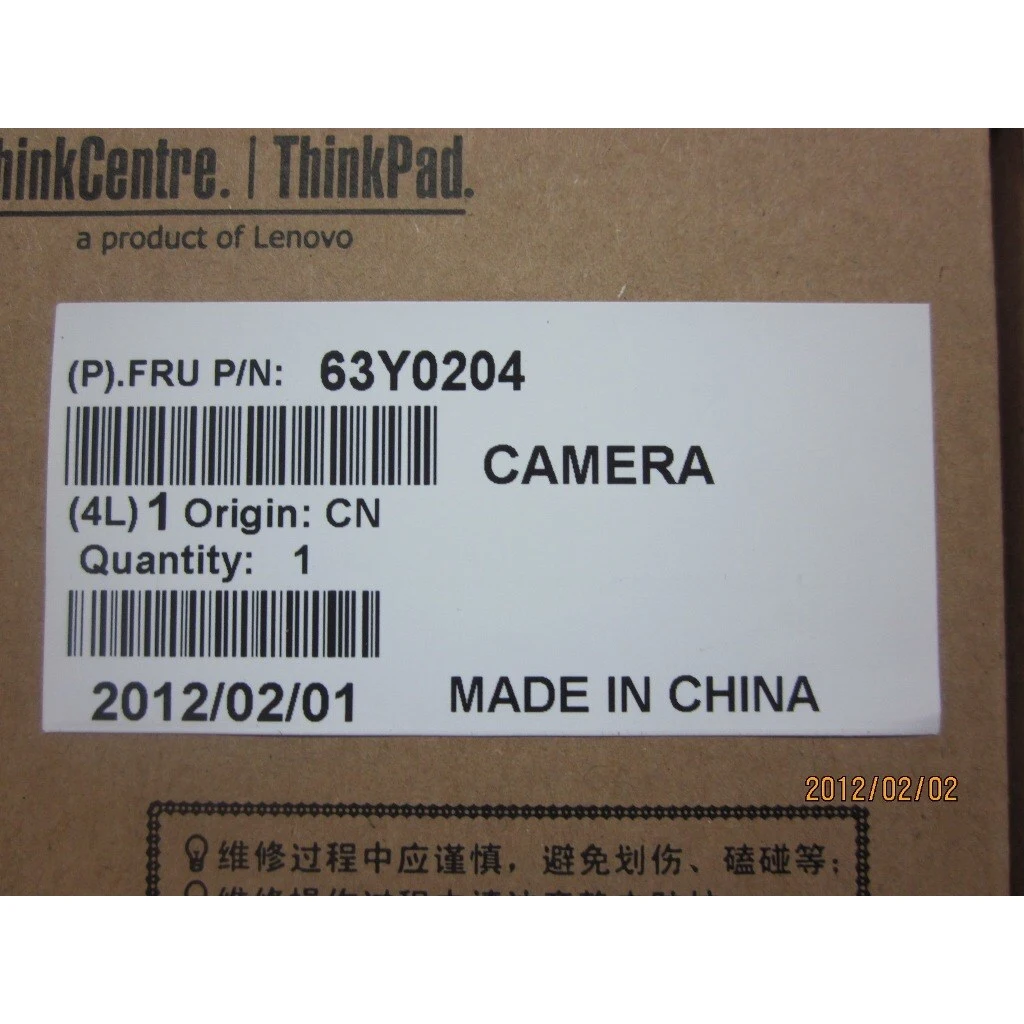 hinkCentre. | ThinkPad.
a product of Lenovo
(P).FRU P/N: 63Y0204
CAMERA
(4L) 1 Origin: CN
Quantity: 1
2012/02/01
MADE IN CHINA
2012/02/02
维修过程中应谨慎，避免划伤、磕碰等；